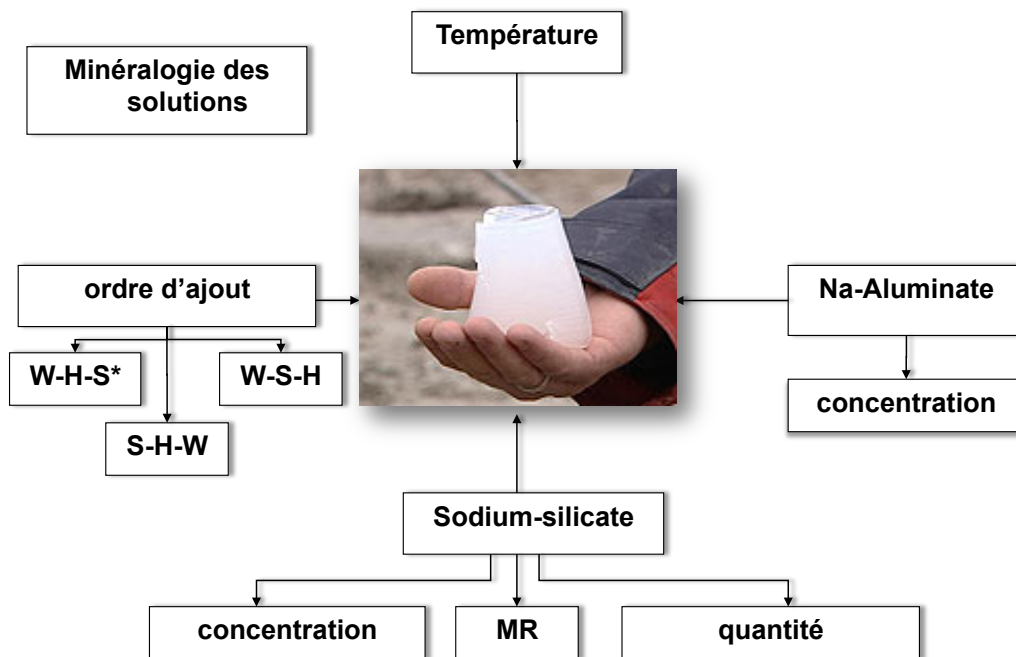 Température
Minéralogie des
solutions
ordre d’ajout
Na-Aluminate
W-H-S*
W-S-H
concentration
S-H-W
Sodium-silicate
concentration
MR
quantité